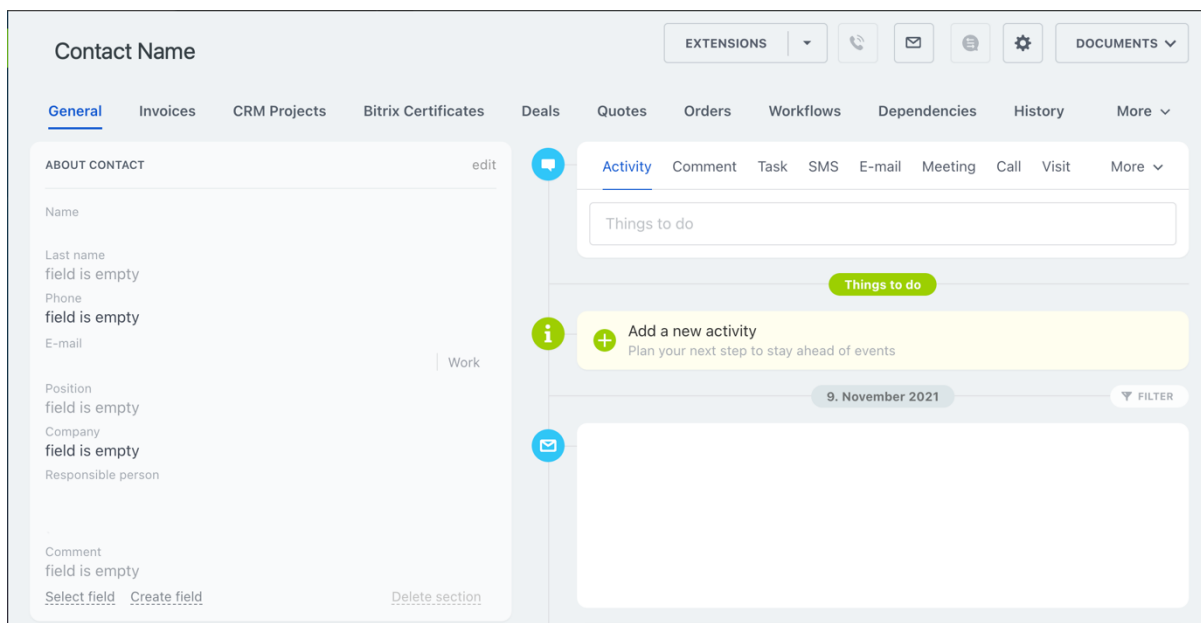 Contact Name
EXTENSIONS
DOCUMENTS
General Invoices CRM Projects Bitrix Certificates Deals Quotes Orders Workflows Dependencies History More
ABOUT CONTACT edit
Name
Last name
field is empty
Phone
field is empty
E-mail
Work
Position
field is empty
Company
field is empty
Responsible person
Comment
field is empty
Select field Create field Delete section
Activity Comment Task SMS E-mail Meeting Call Visit More
Things to do
Things to do
Add a new activity
Plan your next step to stay ahead of events
9. November 2021
FILTER